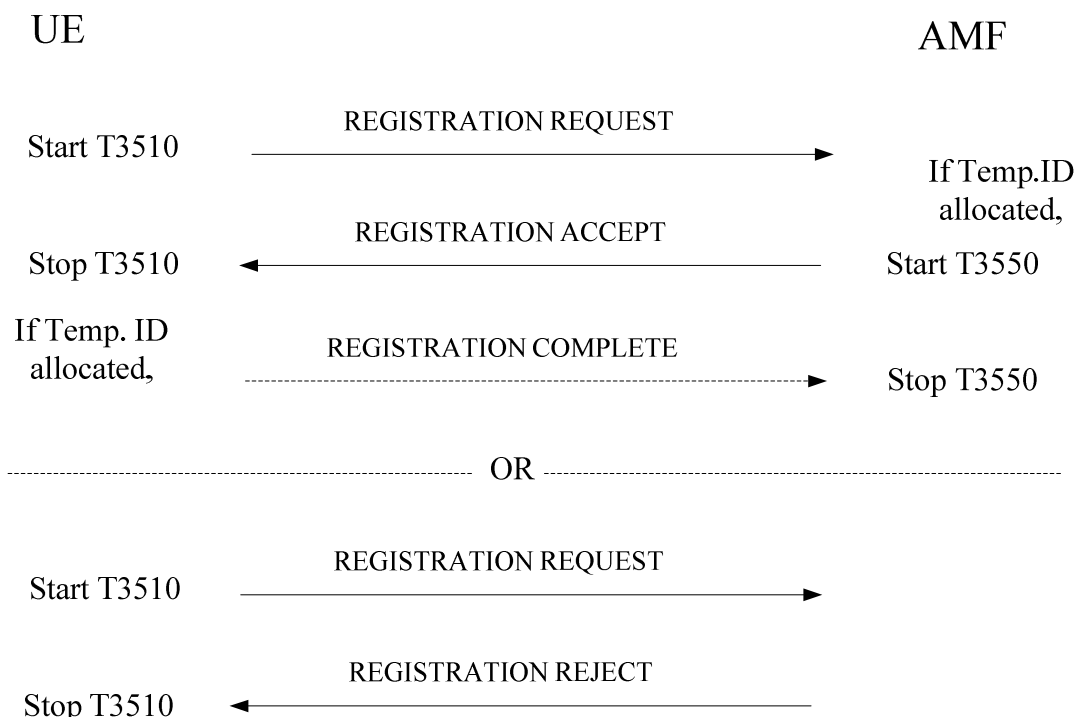 UE
AMF
REGISTRATION REQUEST
Start T3510
If Temp.ID
allocated,
REGISTRATION ACCEPT
Stop T3510
Start T3550
If Temp. ID
allocated,
REGISTRATION COMPLETE
Stop T3550
OR
REGISTRATION REQUEST
Start T3510
REGISTRATION REJECT
Stop T3510